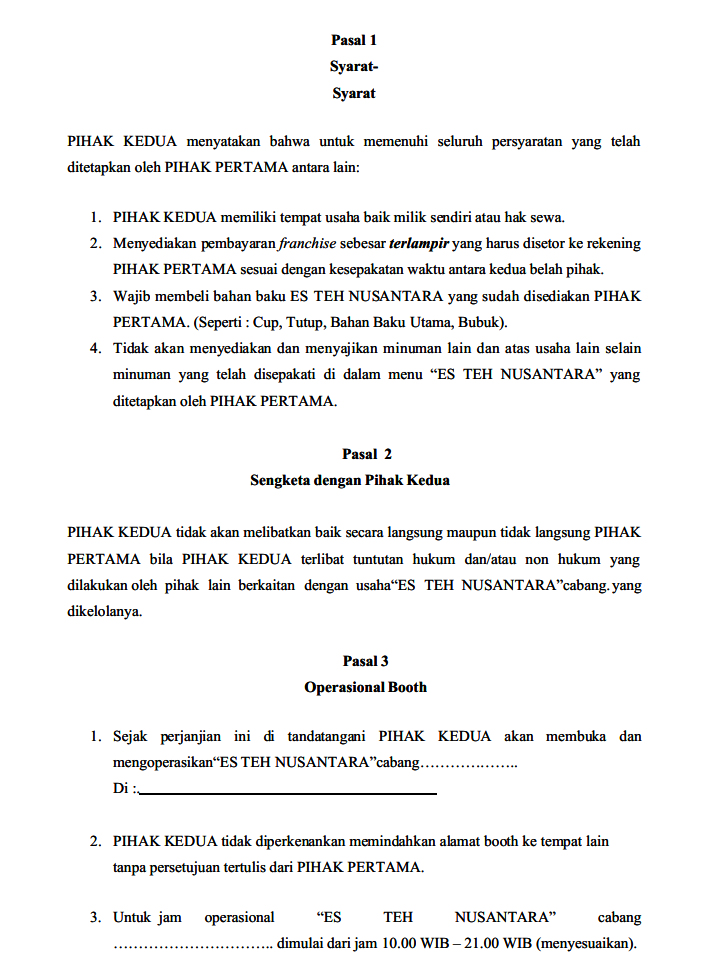 Pasal 1
Syarat-
Syarat
PIHAK KEDUA menyatakan bahwa untuk memenuhi seluruh persyaratan yang telah
ditetapkan oleh PIHAK PERTAMA antara lain:
1. PIHAK KEDUA memiliki tempat usaha baik milik sendiri atau hak sewa.
2. Menyediakan pembayaran franchise sebesar terlampir yang harus disetor ke rekening
PIHAK PERTAMA sesuai dengan kesepakatan waktu antara kedua belah pihak.
3. Wajib membeli bahan baku ES TEH NUSANTARA yang sudah disediakan PIHAK
PERTAMA. (Seperti : Cup, Tutup, Bahan Baku Utama, Bubuk).
4. Tidak akan menyediakan dan menyajikan minuman lain dan atas usaha lain selain
minuman yang telah disepakati di dalam menu “ES TEH NUSANTARA” yang
ditetapkan oleh PIHAK PERTAMA.
Pasal 2
Sengketa dengan Pihak Kedua
PIHAK KEDUA tidak akan melibatkan baik secara langsung maupun tidak langsung PIHAK
PERTAMA bila PIHAK KEDUA terlibat tuntutan hukum dan/atau non hukum yang
dilakukan oleh pihak lain berkaitan dengan usaha“ES TEH NUSANTARA”cabang. yang
dikelolanya.
Pasal 3
Operasional Booth
1. Sejak perjanjian ini di tandatangani PIHAK KEDUA akan membuka dan
mengoperasikan“ES TEH NUSANTARA”cabang………………..
Di :.
2. PIHAK KEDUA tidak diperkenankan memindahkan alamat booth ke tempat lain
tanpa persetujuan tertulis dari PIHAK PERTAMA.
3. Untuk jam operasional “ES TEH NUSANTARA” cabang
………………………….. dimulai dari jam 10.00 WIB – 21.00 WIB (menyesuaikan).